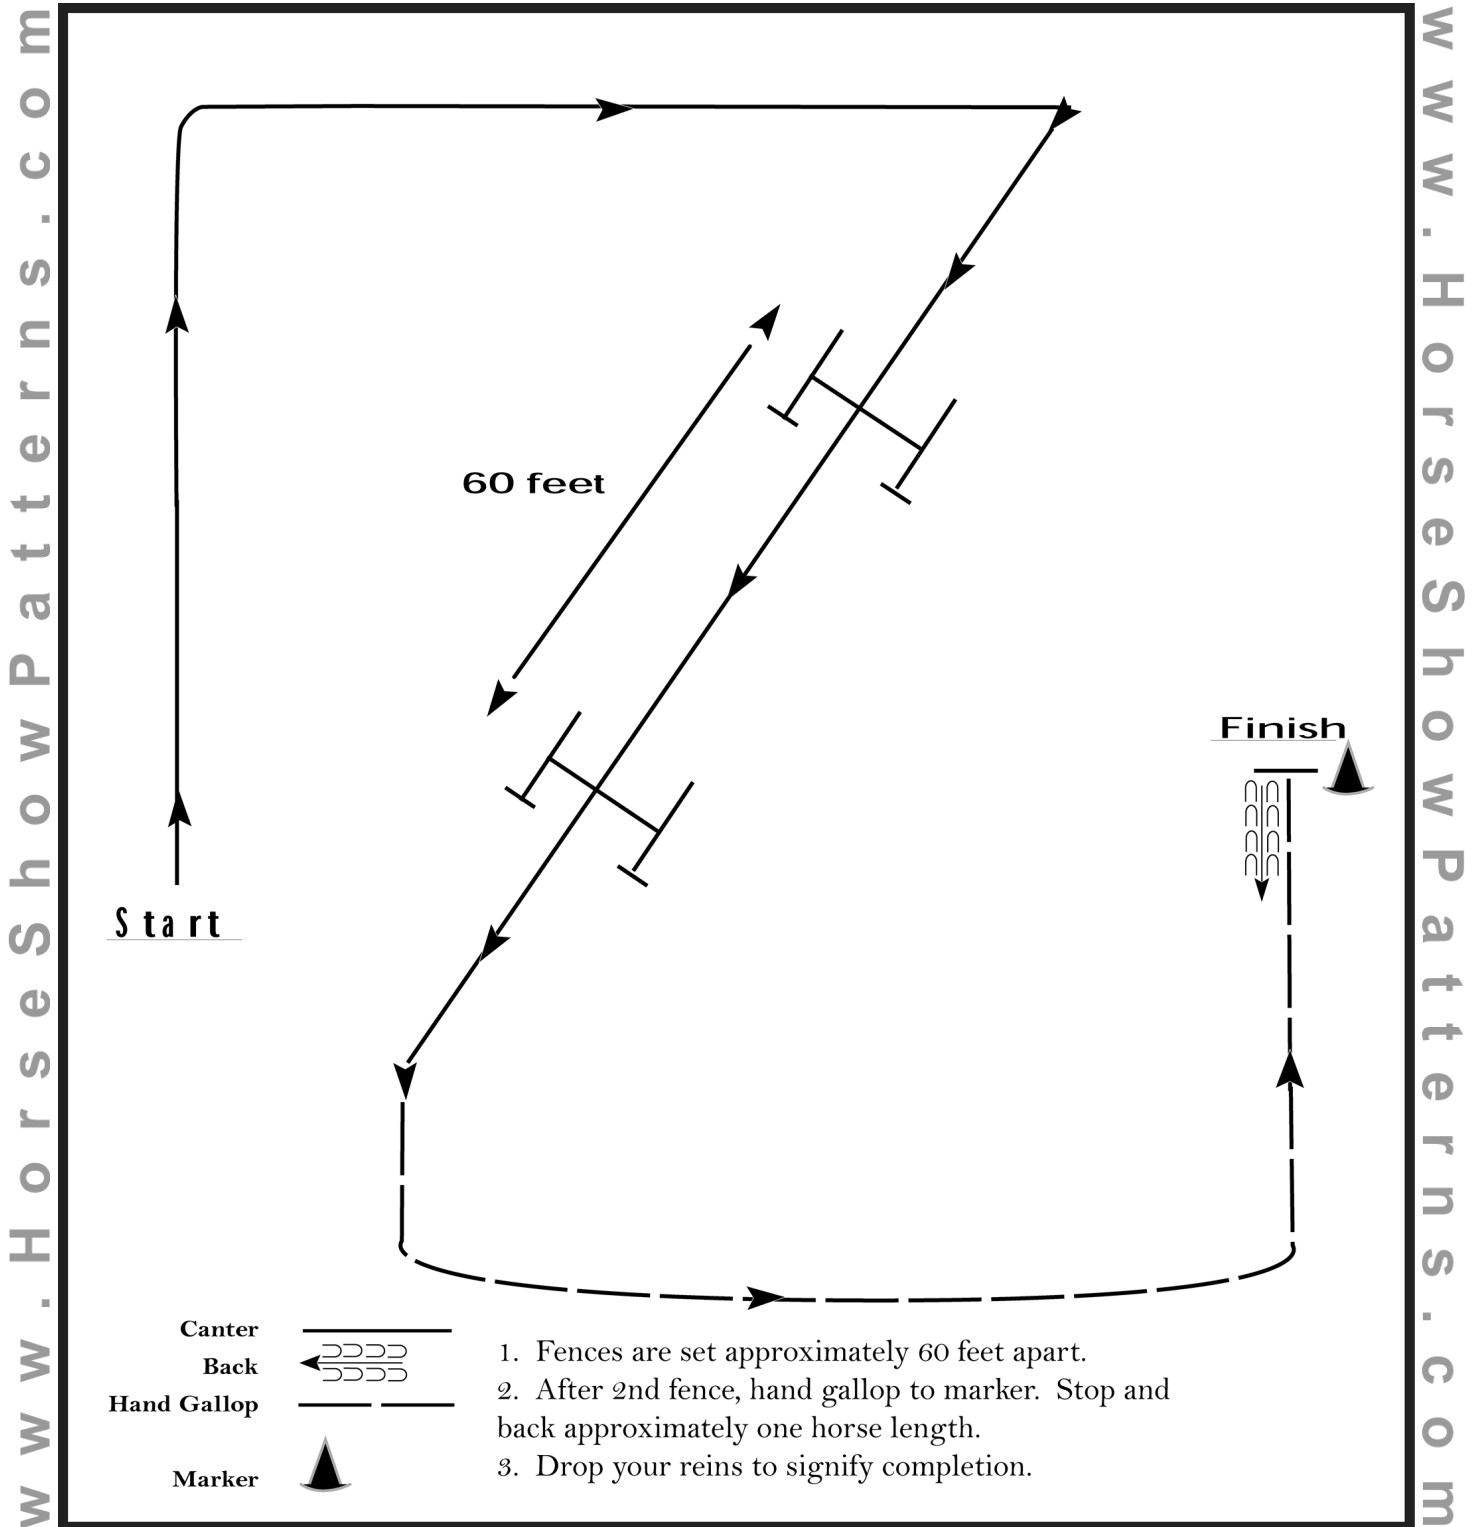 www.HorseShowPatterns.com
www.HorseShowPatterns.com
60 feet
Finish
Start
Canter
Back
Hand Gallop
Marker
1. Fences are set approximately 60 feet apart.
2. After 2nd fence, hand gallop to marker. Stop and
back approximately one horse length.
3. Drop your reins to signify completion.